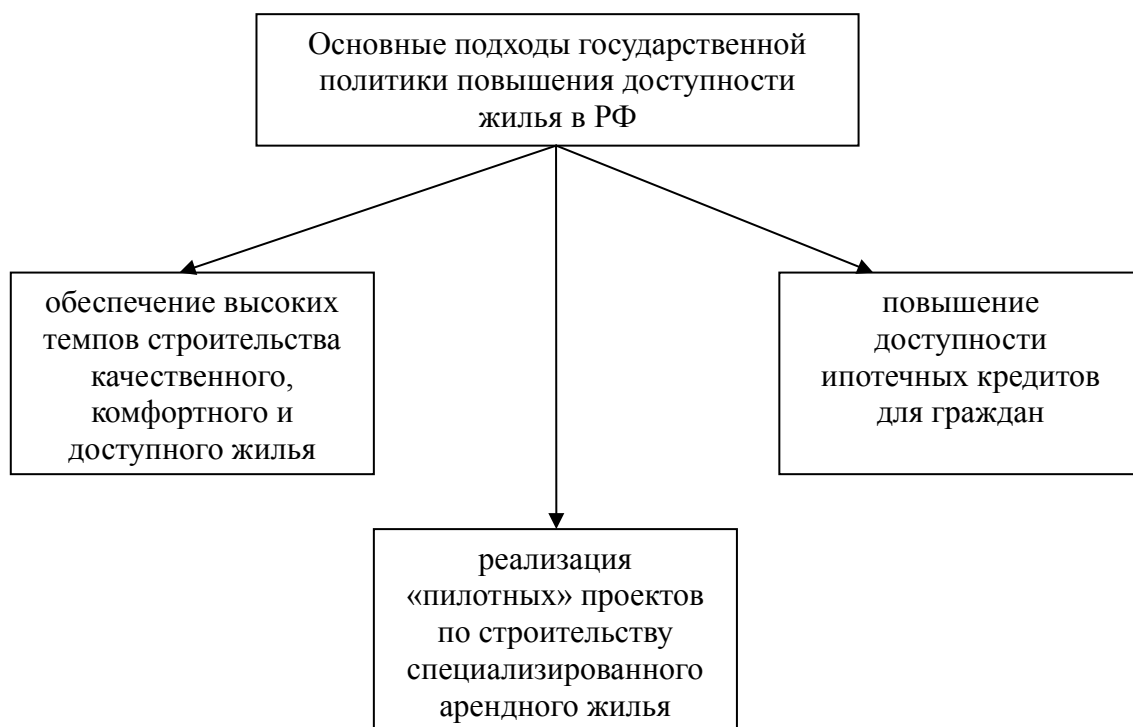 Основные подходы государственной
политики повышения доступности
жилья в РФ
обеспечение высоких
темпов строительства
качественного,
комфортного и
доступного жилья
повышение
доступности
ипотечных кредитов
для граждан
реализация
«пилотных» проектов
по строительству
специализированного
арендного жилья